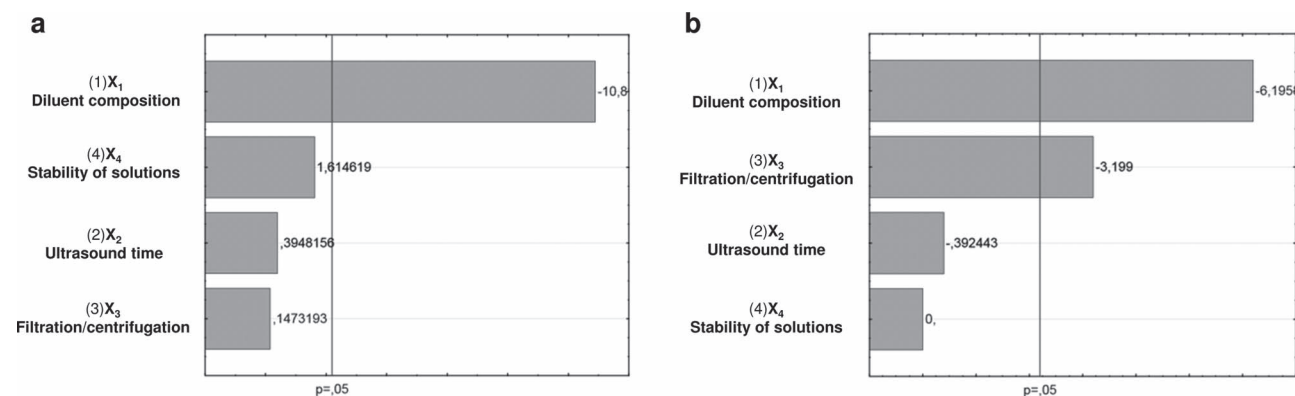 a
(1)X₁
Diluent composition
-10,8
(4)X₄
Stability of solutions
1,614619
(2)X₂
Ultrasound time
,3948156
(3)X₃
Filtration/centrifugation
,1473193
p=,05
b
(1)X₁
Diluent composition
-6,1958
(3)X₃
Filtration/centrifugation
-3,199
(2)X₂
Ultrasound time
-,392443
(4)X₄
Stability of solutions
0,
p=,05